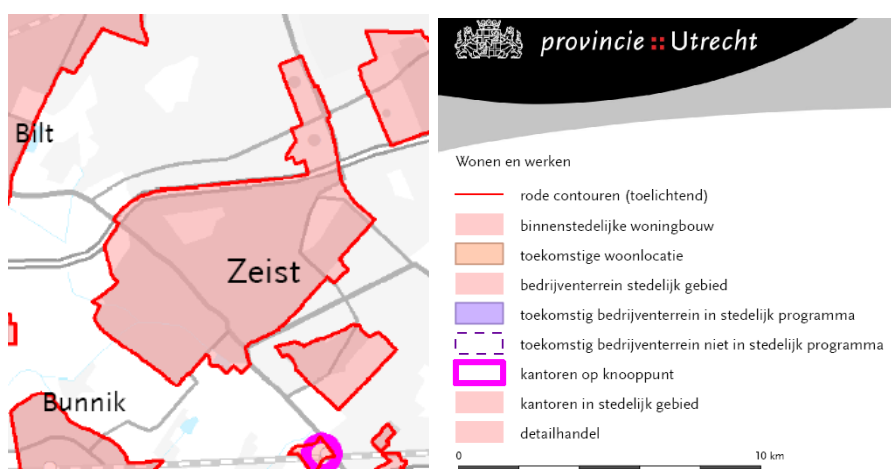 Bilt
Zeist
Bunnik
provincie :: Utrecht
Wonen en werken
rode contouren (toelichtend)
binnenstedelijke woningbouw
toekomstige woonlocatie
bedrijventerrein stedelijk gebied
toekomstig bedrijventerrein in stedelijk programma
toekomstig bedrijventerrein niet in stedelijk programma
kantoren op knooppunt
kantoren in stedelijk gebied
detailhandel
0 10 km